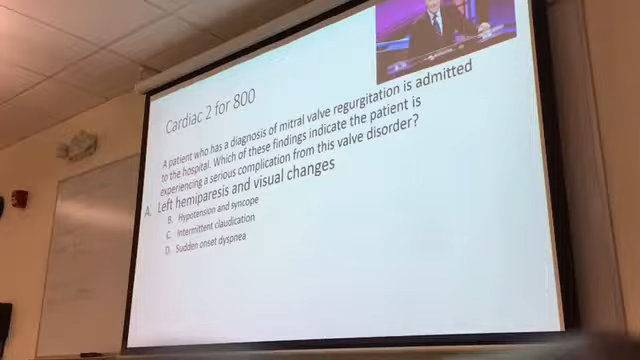 Cardiac 2 for 800
A patient who has a diagnosis of mitral valve regurgitation is admitted
to the hospital. Which of these findings indicate the patient is
experiencing a serious complication from this valve disorder?
A. Left hemiparesis and visual changes
B. Hypotension and syncope
C. Intermittent claudication
D. Sudden onset dyspnea